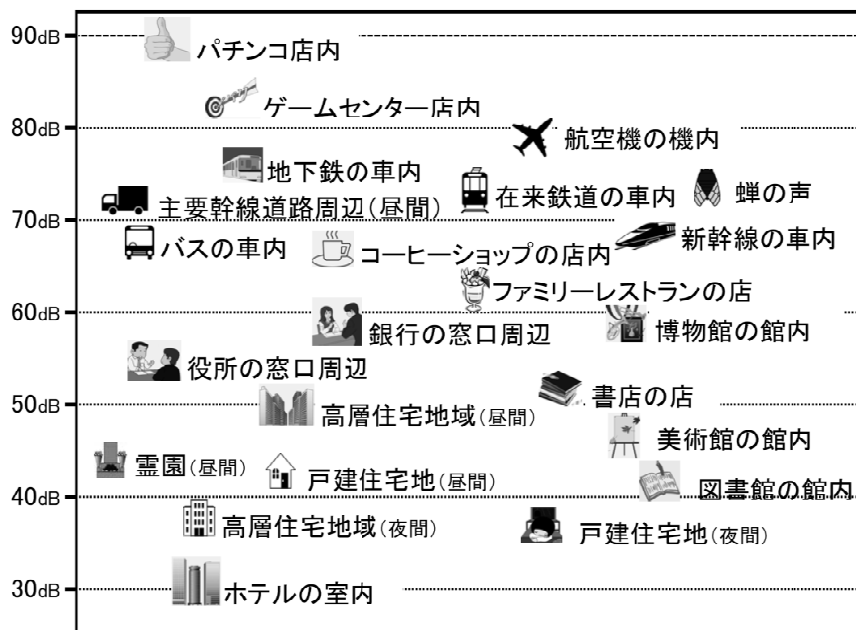 90dB
パチンコ店内
ゲームセンター店内
80dB
航空機の機内
地下鉄の車内
在来鉄道の車内
蝉の声
主要幹線道路周辺(昼間)
70dB
バスの車内
コーヒーショップの店内
新幹線の車内
ファミリーレストランの店
60dB
銀行の窓口周辺
博物館の館内
役所の窓口周辺
書店の店
50dB
高層住宅地域(昼間)
美術館の館内
霊園(昼間)
戸建住宅地(昼間)
図書館の館内
40dB
高層住宅地域(夜間)
戸建住宅地(夜間)
30dB
ホテルの室内